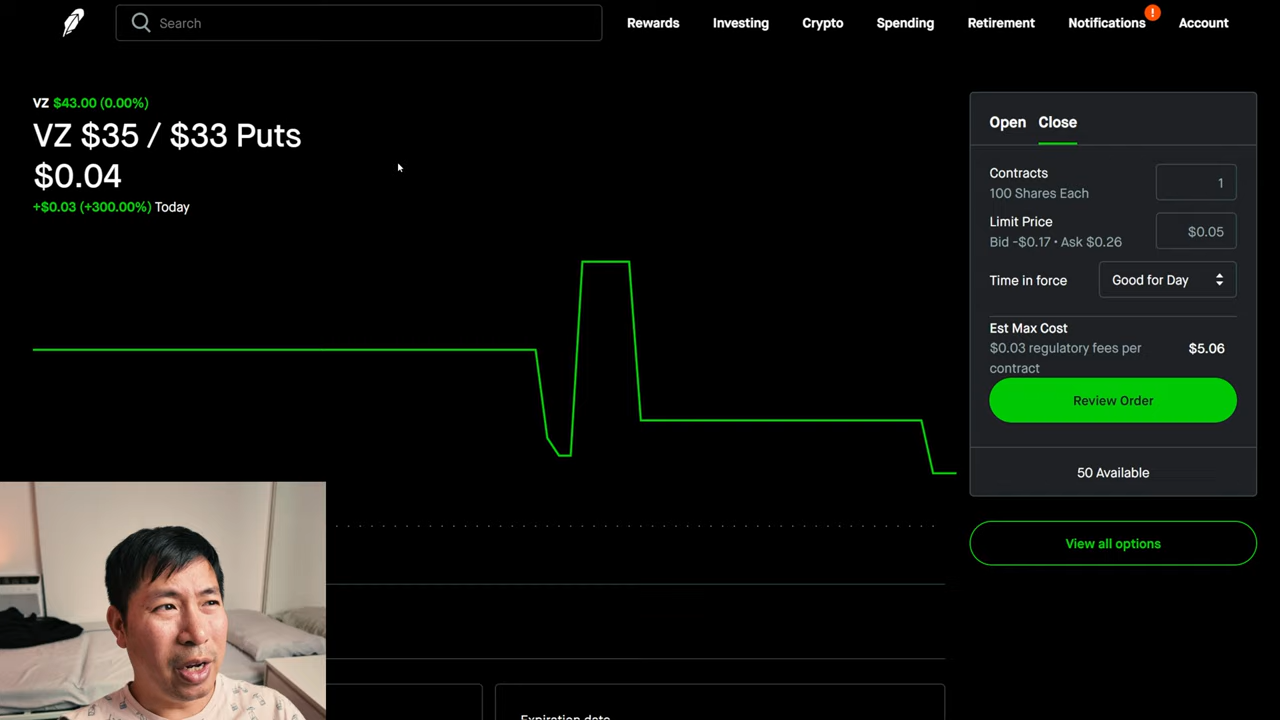 Search
Rewards
Investing
Crypto
Spending
Retirement
Notifications
!
Account
VZ $43.00 (0.00%)
VZ $35 / $33 Puts
$0.04
+$0.03 (+300.00%) Today
Open Close
Contracts
100 Shares Each
1
Limit Price
Bid -$0.17 • Ask $0.26
$0.05
Time in force
Good for Day
Est Max Cost
$0.03 regulatory fees per
contract
$5.06
Review Order
50 Available
View all options
Expiration date